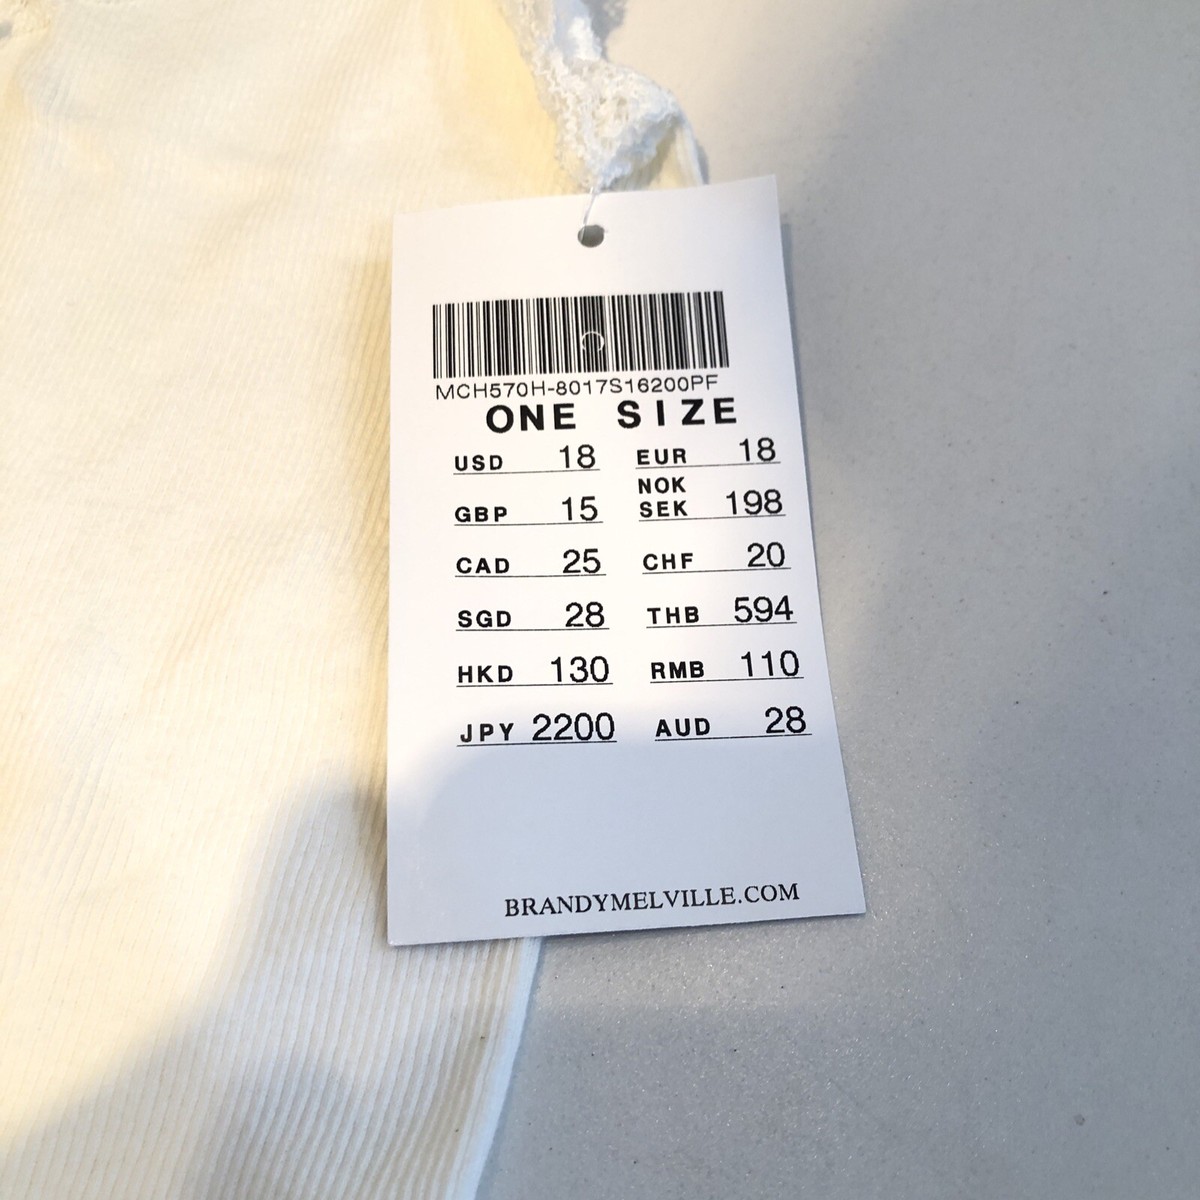 MCH570H-8017S16200PF
ONE SIZE
USD 18 EUR 18
NOK
GBP 15 SEK 198
CAD 25 CHF 20
SGD 28 THB 594
HKD 130 RMB 110
JPY 2200 AUD 28
BRANDYMELVILLE.COM